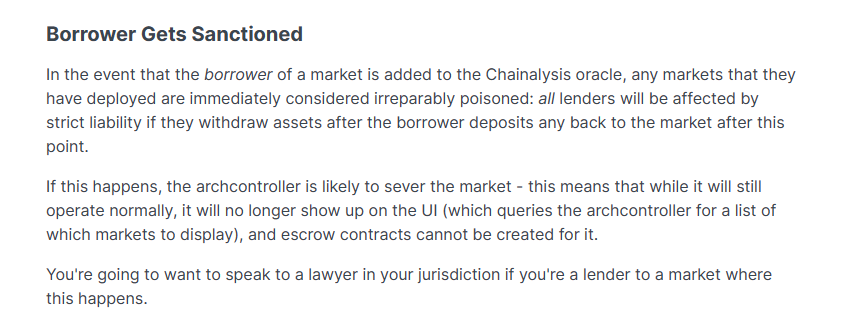 Borrower Gets Sanctioned
In the event that the borrower of a market is added to the Chainalysis oracle, any markets that they
have deployed are immediately considered irreparably poisoned: all lenders will be affected by
strict liability if they withdraw assets after the borrower deposits any back to the market after this
point.
If this happens, the archcontroller is likely to sever the market - this means that while it will still
operate normally, it will no longer show up on the UI (which queries the archcontroller for a list of
which markets to display), and escrow contracts cannot be created for it.
You're going to want to speak to a lawyer in your jurisdiction if you're a lender to a market where
this happens.